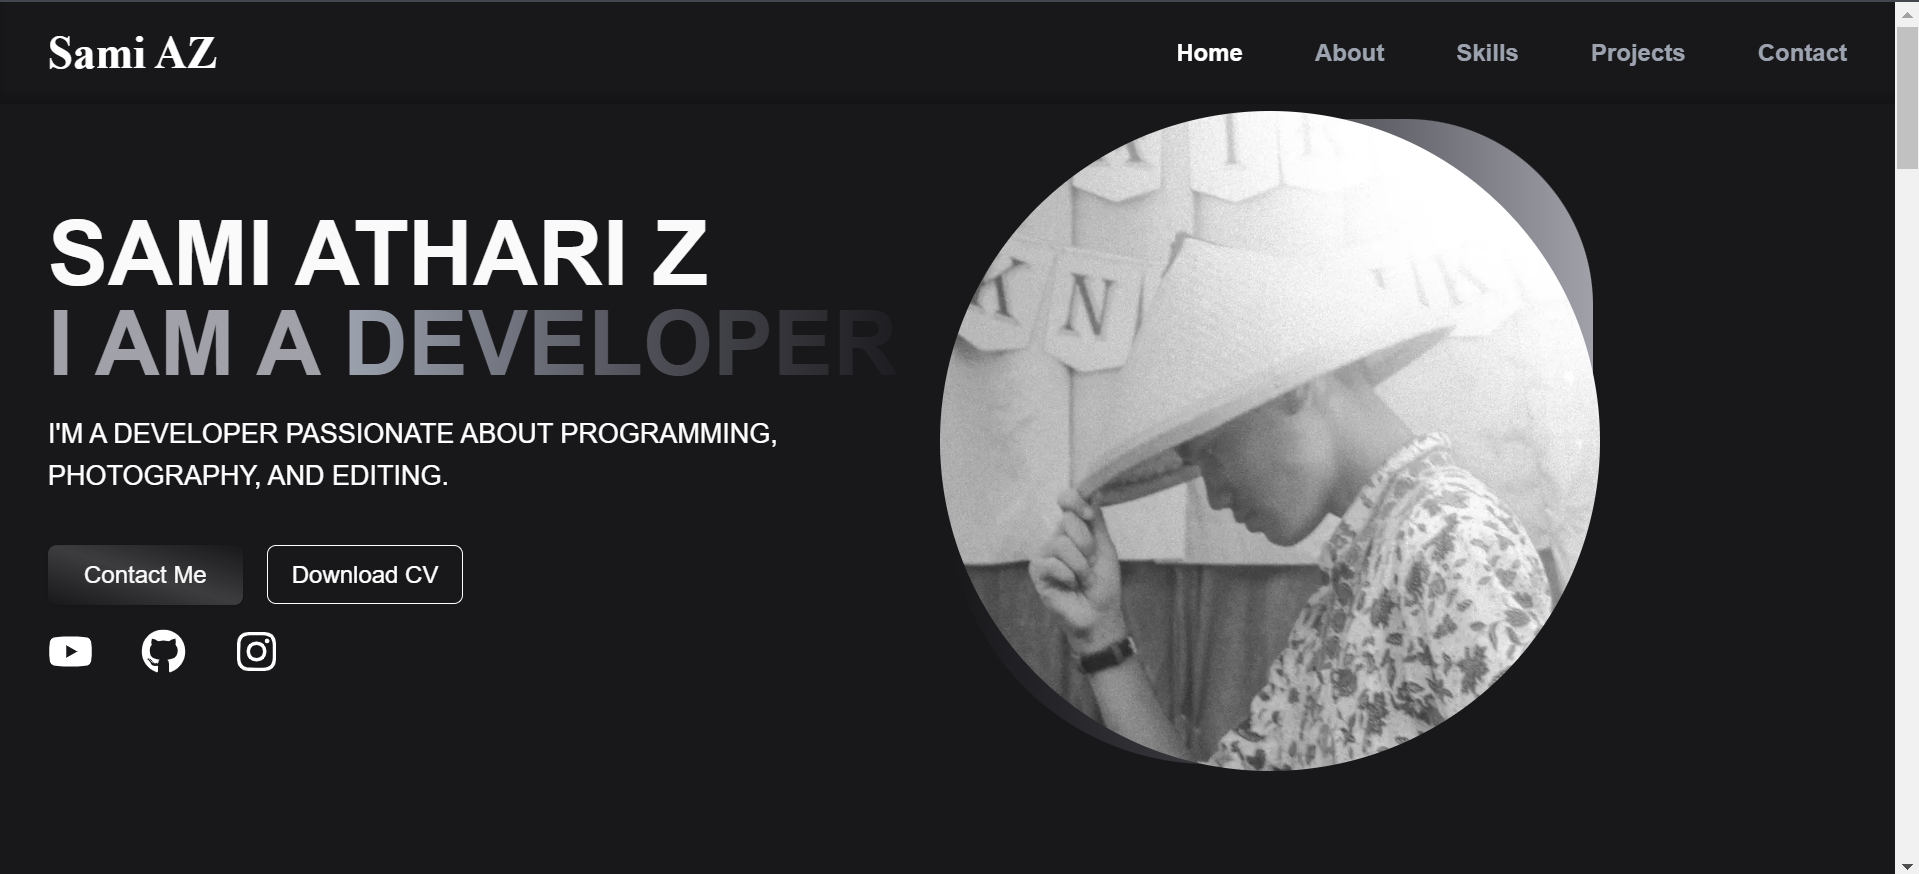 Sami AZ
Home About Skills Projects Contact
SAMI ATHARI Z
I AM A DEVELOPER
I'M A DEVELOPER PASSIONATE ABOUT PROGRAMMING,
PHOTOGRAPHY, AND EDITING.
Contact Me Download CV